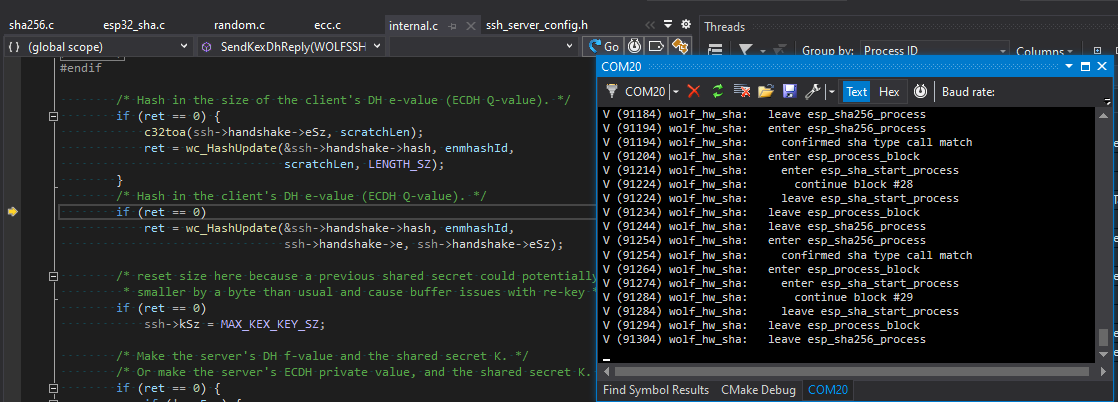 sha256.c esp32_sha.c random.c ecc.c internal.c ssh_server_config.h
Threads
{ } (global scope) SendKexDhReply(WOLFSSH Go
Group by: Process ID Columns
#endif
/* Hash in the size of the client's DH e-value (ECDH Q-value). */
if (ret == 0) {
c32toa(ssh->handshake->eSz, scratchLen);
ret = wc_HashUpdate(&ssh->handshake->hash, enmhashId,
scratchLen, LENGTH_SZ);
}
/* Hash in the client's DH e-value (ECDH Q-value). */
if (ret == 0)
ret = wc_HashUpdate(&ssh->handshake->hash, enmhashId,
ssh->handshake->e, ssh->handshake->eSz);
/* reset size here because a previous shared secret could potentially
* smaller by a byte than usual and cause buffer issues with re-key
if (ret == 0)
ssh->kSz = MAX_KEX_KEY_SZ;
/* Make the server's DH f-value and the shared secret K. */
/* Or make the server's ECDH private value, and the shared secret K.
if (ret == 0) {
COM20
COM20 Text Hex Baud rate:
V (91184) wolf_hw_sha: leave esp_sha256_process
V (91194) wolf_hw_sha: enter esp_sha256_process
V (91194) wolf_hw_sha: confirmed sha type call match
V (91204) wolf_hw_sha: enter esp_process_block
V (91214) wolf_hw_sha: enter esp_sha_start_process
V (91224) wolf_hw_sha: continue block #28
V (91224) wolf_hw_sha: leave esp_sha_start_process
V (91234) wolf_hw_sha: leave esp_process_block
V (91244) wolf_hw_sha: leave esp_sha256_process
V (91254) wolf_hw_sha: enter esp_sha256_process
V (91254) wolf_hw_sha: confirmed sha type call match
V (91264) wolf_hw_sha: enter esp_process_block
V (91274) wolf_hw_sha: enter esp_sha_start_process
V (91284) wolf_hw_sha: continue block #29
V (91284) wolf_hw_sha: leave esp_sha_start_process
V (91294) wolf_hw_sha: leave esp_process_block
V (91304) wolf_hw_sha: leave esp_sha256_process
Find Symbol Results CMake Debug COM20